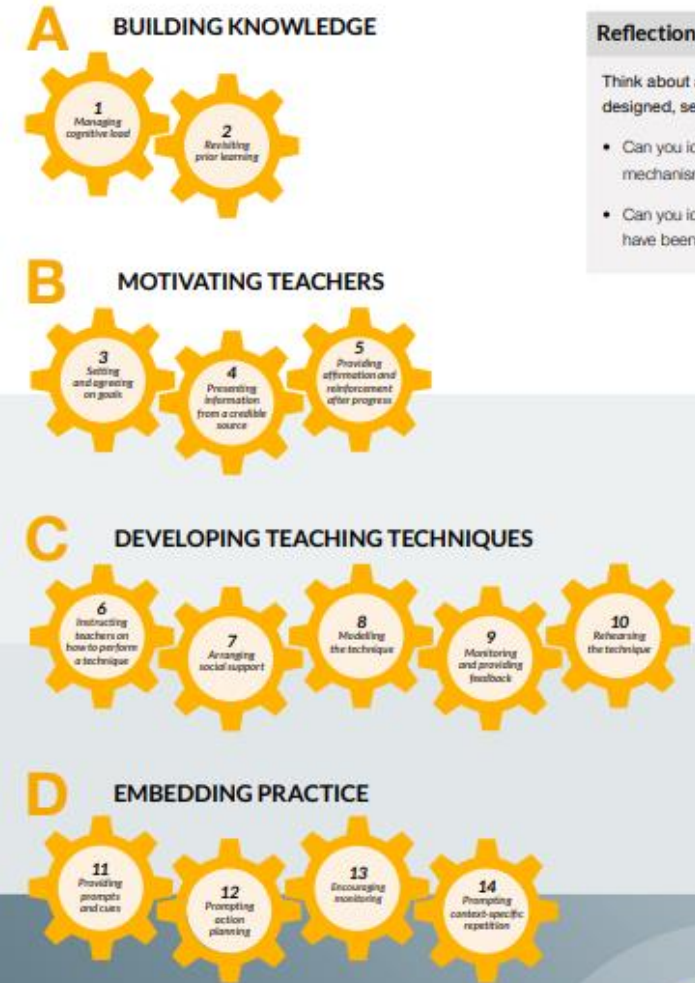 A BUILDING KNOWLEDGE
1
Managing
cognitive load
2
Revisiting
prior learning
Reflection
Think about
designed, se
• Can you id
mechanism
• Can you id
have been
B MOTIVATING TEACHERS
3
Setting
and agreeing
on goals
4
Presenting
information
from a credible
source
5
Providing
affirmation and
reinforcement
after progress
C DEVELOPING TEACHING TECHNIQUES
6
Instructing
teachers on
how to perform
a technique
7
Arranging
social support
8
Modelling
the technique
9
Monitoring
and providing
feedback
10
Rehearsing
the technique
D EMBEDDING PRACTICE
11
Providing
prompts
and cues
12
Prompting
action
planning
13
Encouraging
monitoring
14
Prompting
context-specific
repetition